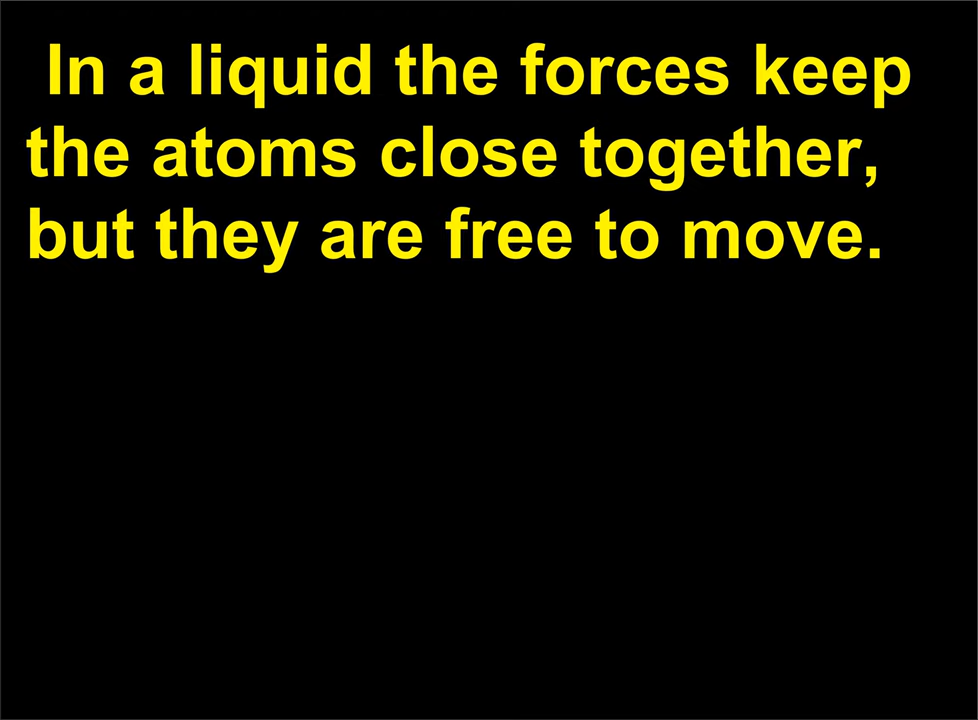 In a liquid the forces keep
the atoms close together,
but they are free to move.